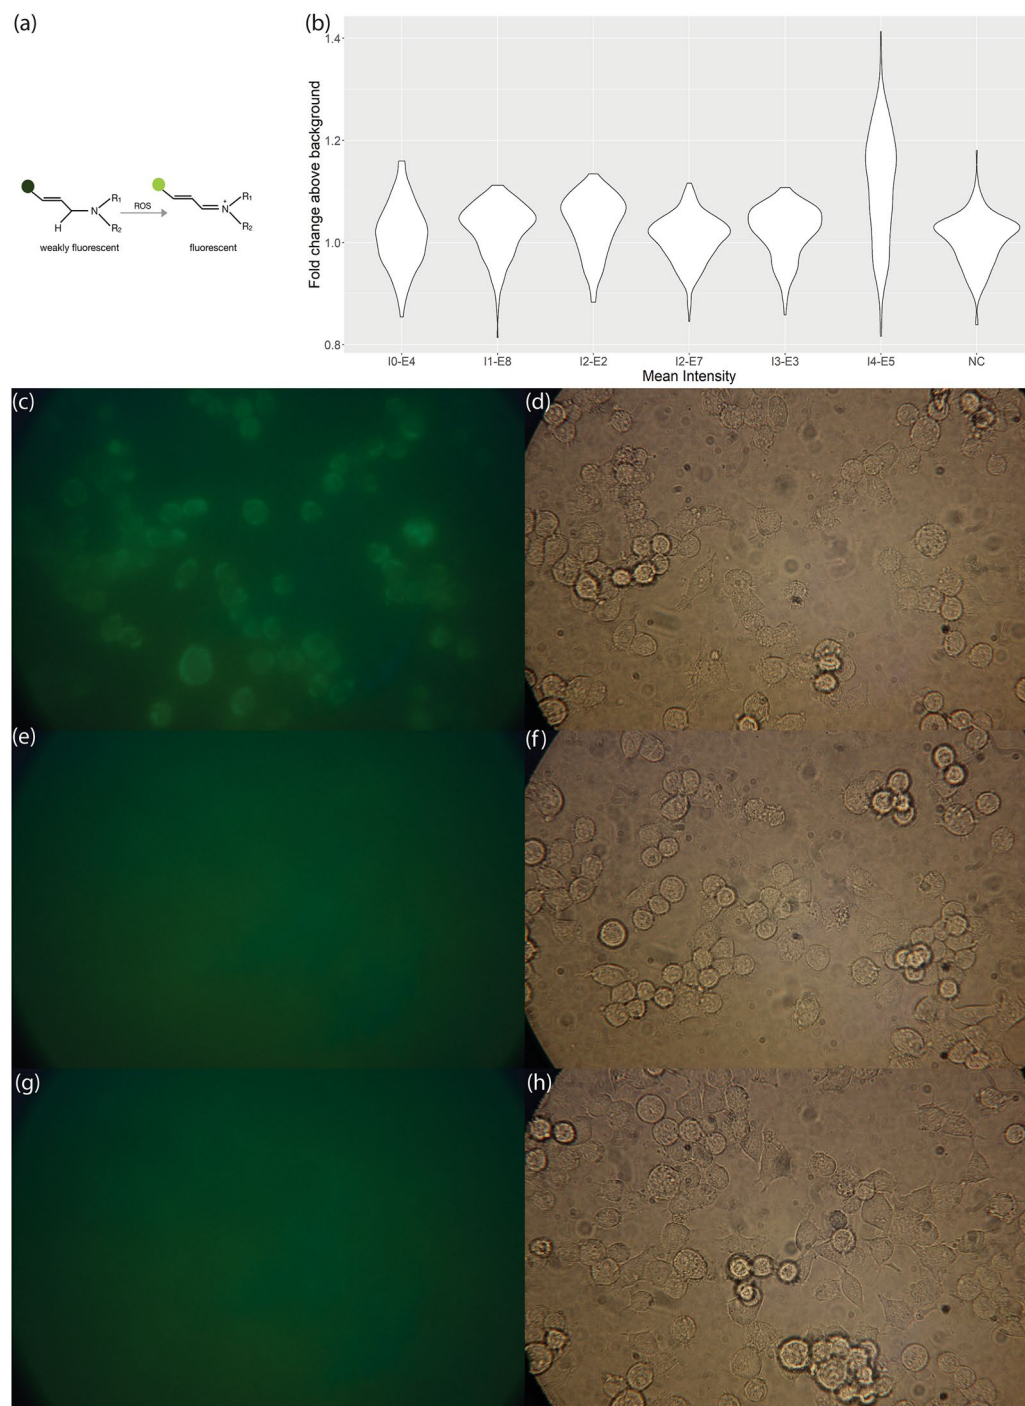 (a)
R1
N
R2
H
weakly fluorescent
ROS
R1
N
R2
fluorescent
(b)
Fold change above background
1.4
1.2
1.0
0.8
I0-E4 I1-E8 I2-E2 I2-E7 I3-E3 I4-E5 NC
Mean Intensity
(c)
(d)
(e)
(f)
(g)
(h)